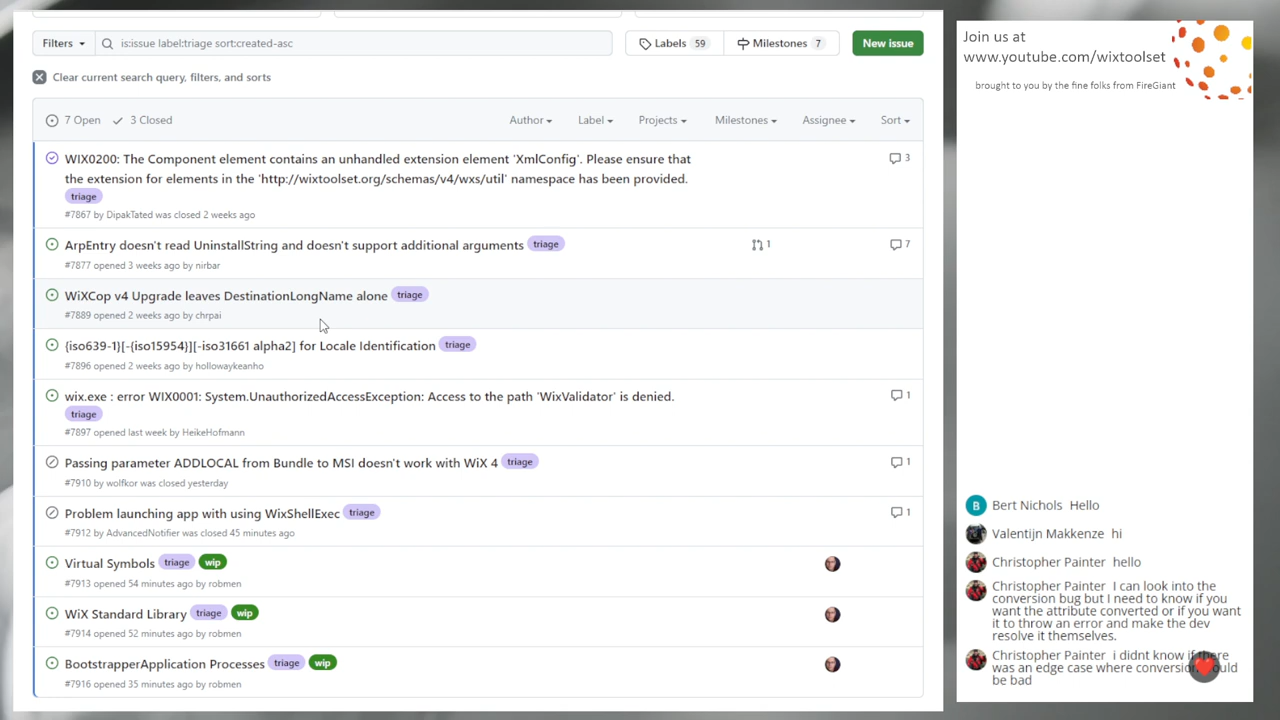 Filters
is:issue label:triage sort:created-asc
Labels 59
Milestones 7
New issue
Clear current search query, filters, and sorts
7 Open 3 Closed
Author Label Projects Milestones Assignee Sort
WIX0200: The Component element contains an unhandled extension element 'XmlConfig'. Please ensure that
the extension for elements in the 'http://wixtoolset.org/schemas/v4/wxs/util' namespace has been provided.
3
triage
#7867 by DipakTated was closed 2 weeks ago
ArpEntry doesn't read UninstallString and doesn't support additional arguments triage 1 7
#7877 opened 3 weeks ago by nirbar
WiXCop v4 Upgrade leaves DestinationLongName alone triage
#7889 opened 2 weeks ago by chrpai
{iso639-1}[-{iso15954}][-iso31661 alpha2] for Locale Identification triage
#7896 opened 2 weeks ago by hollowaykeanho
wix.exe : error WIX0001: System.UnauthorizedAccessException: Access to the path 'WixValidator' is denied. 1
triage
#7897 opened last week by HeikeHofmann
Passing parameter ADDLOCAL from Bundle to MSI doesn't work with WiX 4 triage 1
#7910 by wolfkor was closed yesterday
Problem launching app with using WixShellExec triage 1
#7912 by AdvancedNotifier was closed 45 minutes ago
Virtual Symbols triage wip
#7913 opened 54 minutes ago by robmen
WiX Standard Library triage wip
#7914 opened 52 minutes ago by robmen
BootstrapperApplication Processes triage wip
#7916 opened 35 minutes ago by robmen
Join us at
www.youtube.com/wixtoolset
brought to you by the fine folks from FireGiant
B Bert Nichols Hello
Valentijn Makkenze hi
Christopher Painter hello
Christopher Painter I can look into the
conversion bug but I need to know if you
want the attribute converted or if you want
it to throw an error and make the dev
resolve it themselves.
Christopher Painter i didnt know if there
was an edge case where conversion would
be bad